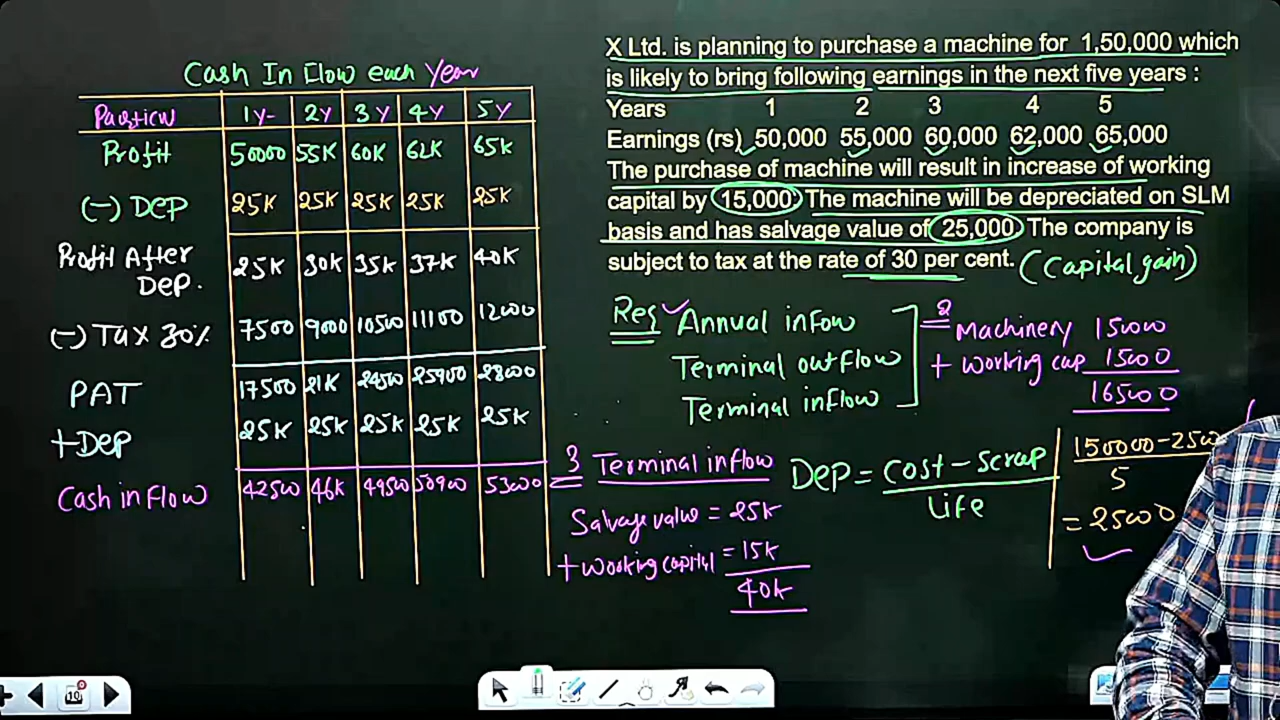 Cash In Flow each Year
Particu 1y- 2y 3y 4y 5y
Profit 50000 55K 60K 62K 65K
(-) Dep 25K 25K 25K 25K 25K
Profit After Dep. 25K 30K 35K 37K 40K
(-) Tax 30% 7500 9000 10500 11100 12000
PAT 17500 21K 24500 25900 28000
+Dep 25K 25K 25K 25K 25K
Cash in Flow 42500 46K 49500 50900 53000
X Ltd. is planning to purchase a machine for 1,50,000 which
is likely to bring following earnings in the next five years :
Years 1 2 3 4 5
Earnings (rs) 50,000 55,000 60,000 62,000 65,000
The purchase of machine will result in increase of working
capital by 15,000. The machine will be depreciated on SLM
basis and has salvage value of 25,000 The company is
subject to tax at the rate of 30 per cent. (Capital gain)
Req Annual infow
Terminal outflow
Terminal inflow
2
Machinery 150000
+ Working cap 15000
165000
3 Terminal inflow
Salvage value = 25K
+ Working capital = 15K
40K
Dep = Cost - Scrap
Life
150000-2500
5
= 25000
10